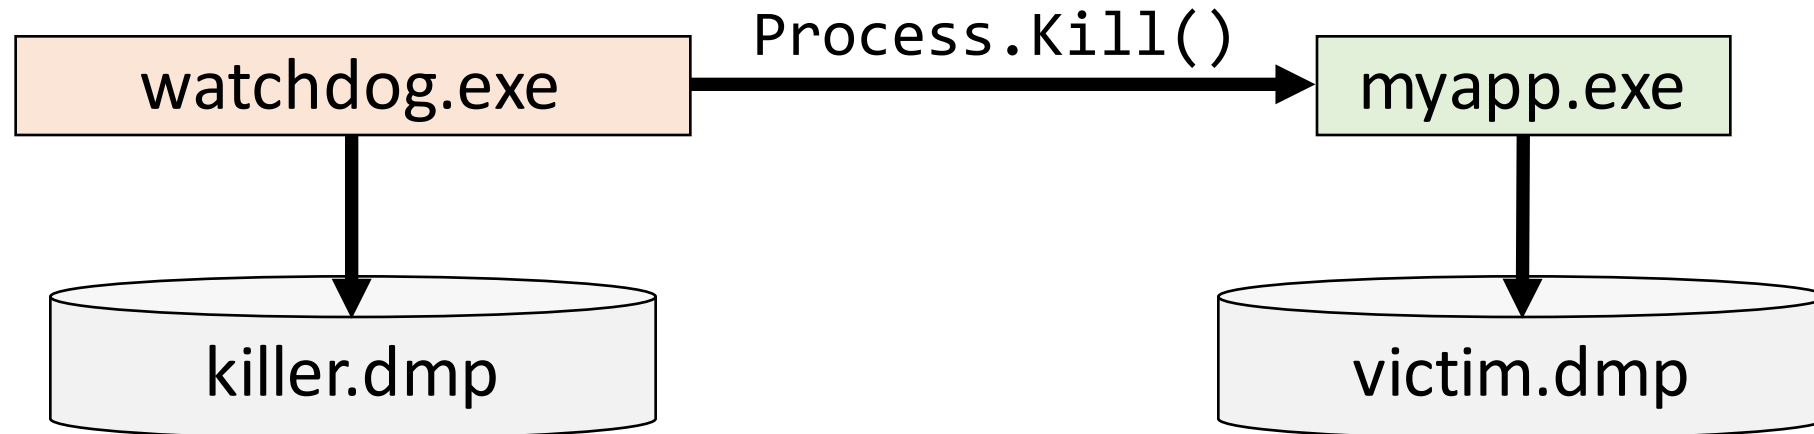 Process.Kill()
watchdog.exe
myapp.exe
killer.dmp
victim.dmp